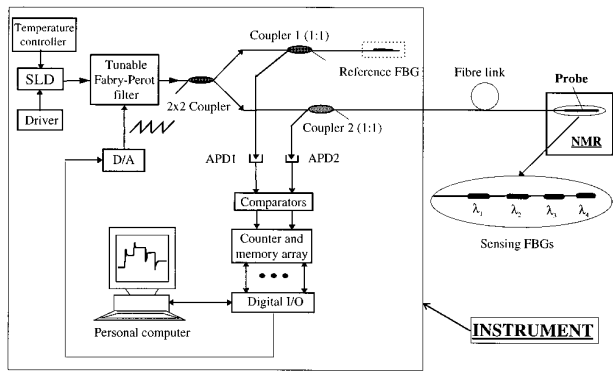 Temperature
controller
SLD
Driver
Tunable
Fabry-Perot
filter
2x2 Coupler
D/A
Coupler 1 (1:1)
Reference FBG
Coupler 2 (1:1)
Fibre link
Probe
NMR
APD1
APD2
Comparators
Counter and
memory array
Digital I/O
Personal computer
λ1 λ2 λ3 λ4
Sensing FBGs
INSTRUMENT